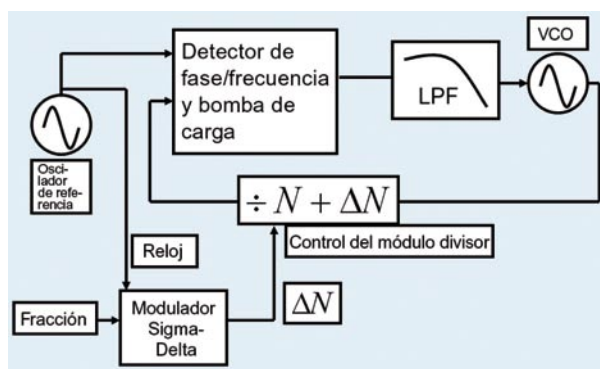 Detector de
fase/frecuencia
y bomba de
carga
LPF
VCO
Osci-
lador
de refe-
rencia
÷ N + ΔN
Control del módulo divisor
Reloj
ΔN
Fracción
Modulador
Sigma-
Delta